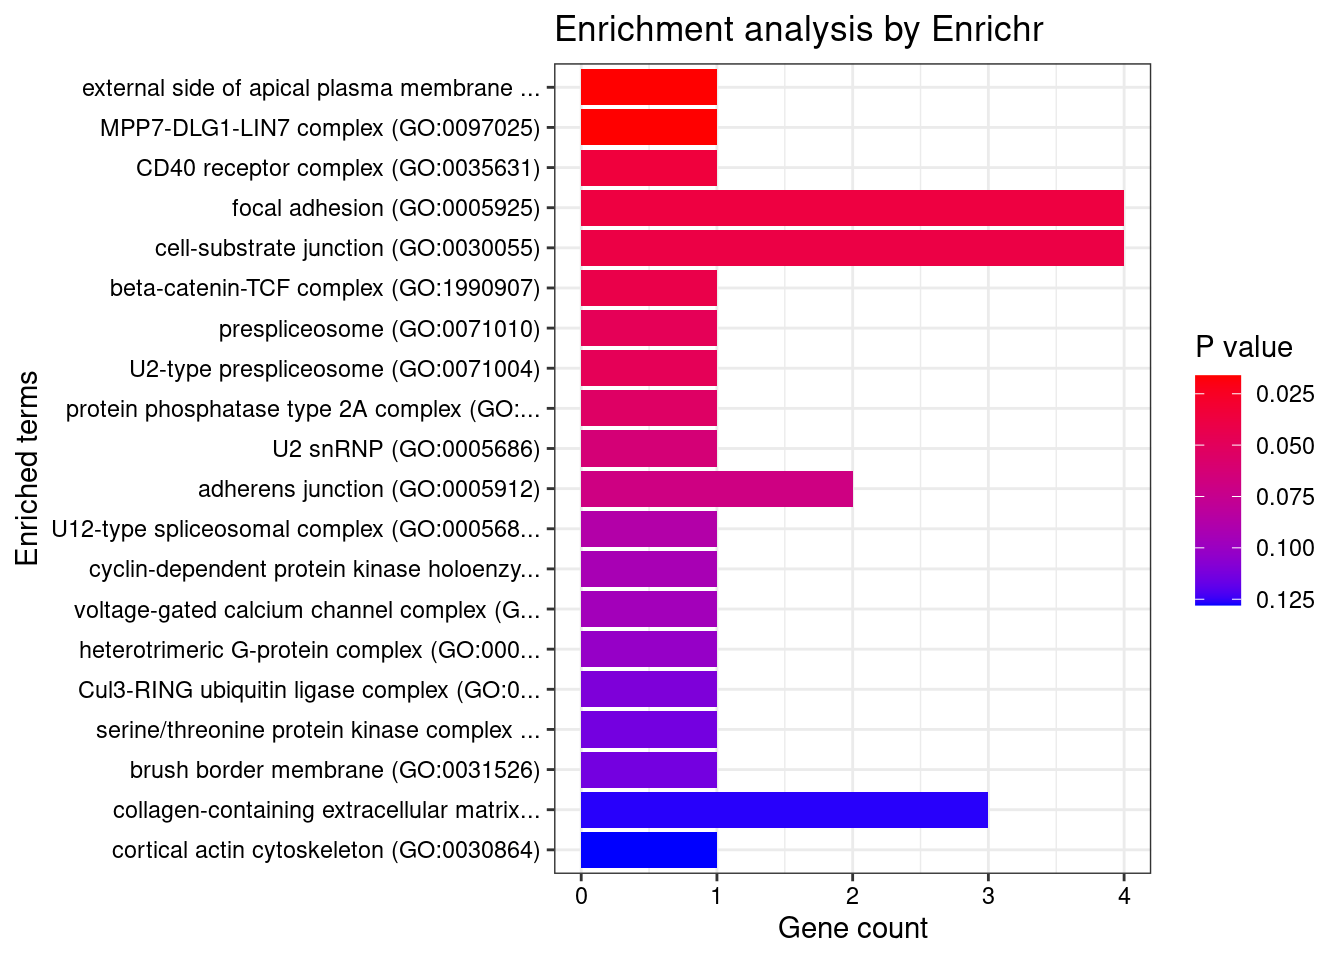 Enrichment analysis by Enrichr
external side of apical plasma membrane ...
MPP7-DLG1-LIN7 complex (GO:0097025)
CD40 receptor complex (GO:0035631)
focal adhesion (GO:0005925)
cell-substrate junction (GO:0030055)
beta-catenin-TCF complex (GO:1990907)
prespliceosome (GO:0071010)
U2-type prespliceosome (GO:0071004)
protein phosphatase type 2A complex (GO:...
U2 snRNP (GO:0005686)
adherens junction (GO:0005912)
U12-type spliceosomal complex (GO:000568...
cyclin-dependent protein kinase holoenzy...
voltage-gated calcium channel complex (G...
heterotrimeric G-protein complex (GO:000...
Cul3-RING ubiquitin ligase complex (GO:0...
serine/threonine protein kinase complex ...
brush border membrane (GO:0031526)
collagen-containing extracellular matrix...
cortical actin cytoskeleton (GO:0030864)
Enriched terms
0 1 2 3 4
Gene count
P value
0.025
0.050
0.075
0.100
0.125